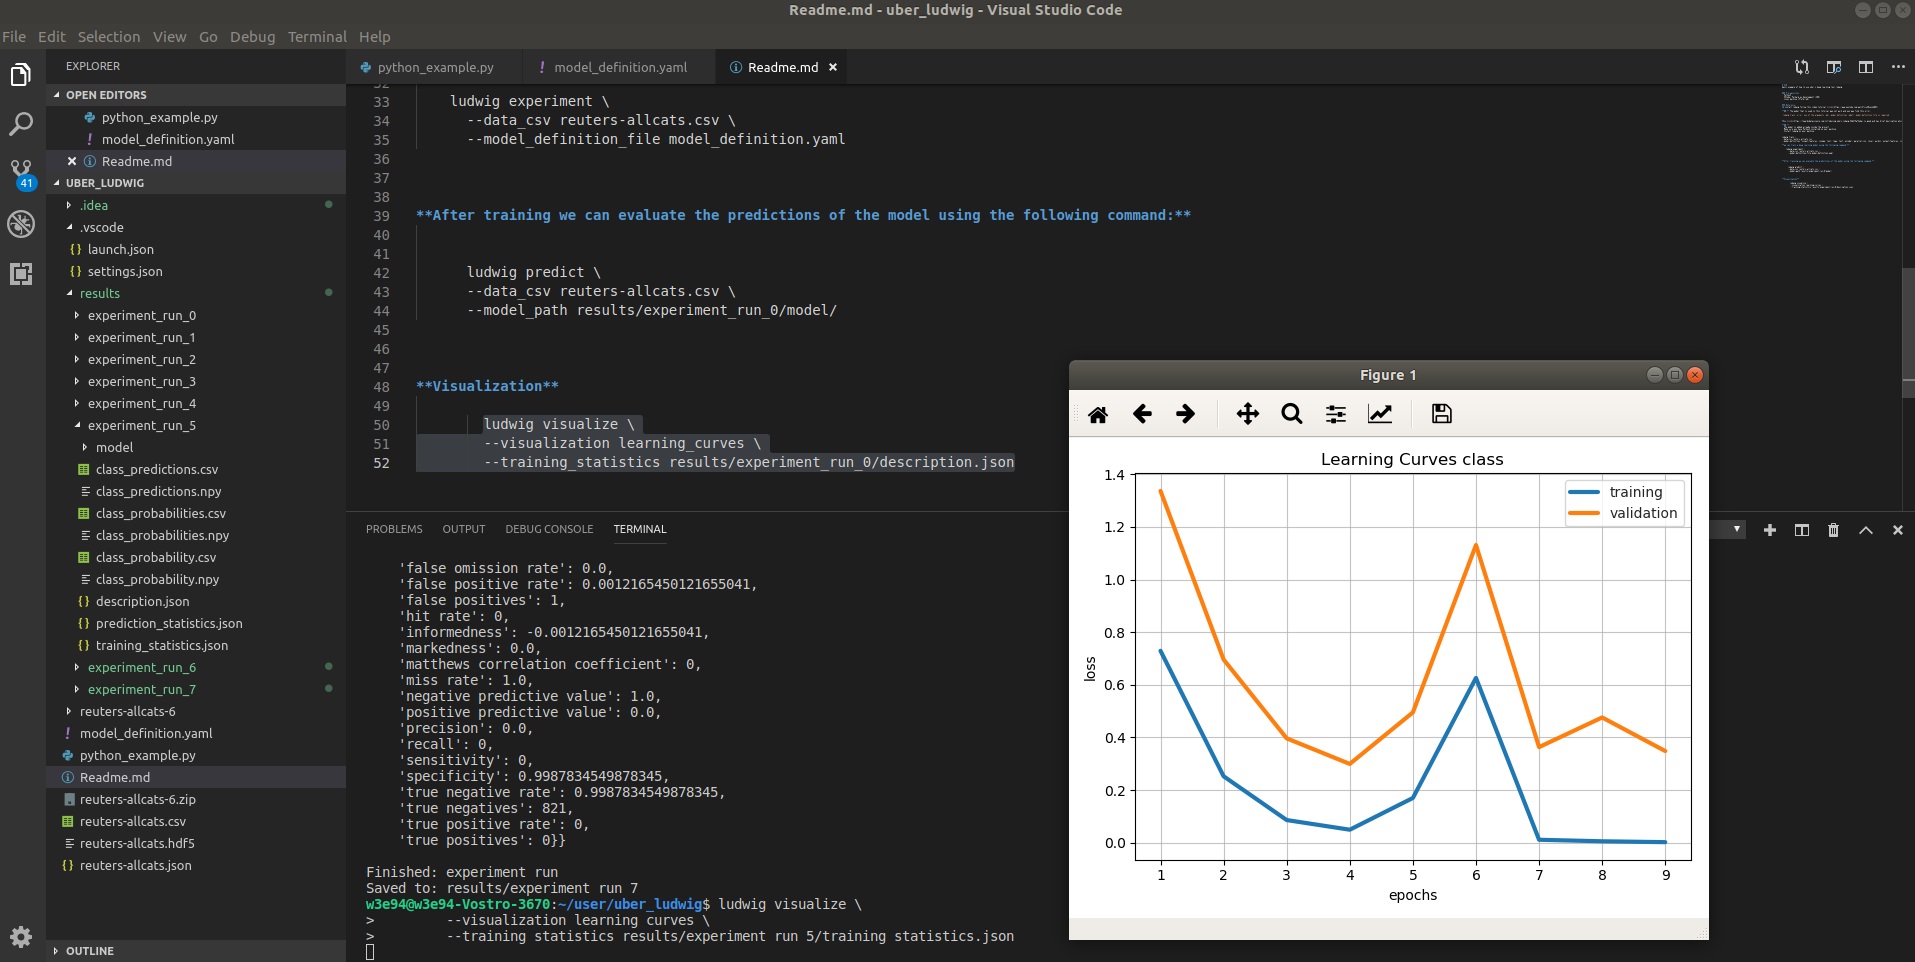 Readme.md - uber_ludwig - Visual Studio Code
File Edit Selection View Go Debug Terminal Help
EXPLORER
OPEN EDITORS
python_example.py
! model_definition.yaml
Readme.md
UBER_LUDWIG
.idea
.vscode
{} launch.json
{} settings.json
results
experiment_run_0
experiment_run_1
experiment_run_2
experiment_run_3
experiment_run_4
experiment_run_5
model
class_predictions.csv
class_predictions.npy
class_probabilities.csv
class_probabilities.npy
class_probability.csv
class_probability.npy
{} description.json
{} prediction_statistics.json
{} training_statistics.json
experiment_run_6
experiment_run_7
reuters-allcats-6
! model_definition.yaml
python_example.py
Readme.md
reuters-allcats-6.zip
reuters-allcats.csv
reuters-allcats.hdf5
{} reuters-allcats.json
OUTLINE
41
python_example.py ! model_definition.yaml Readme.md
32
33 ludwig experiment \
34 --data_csv reuters-allcats.csv \
35 --model_definition_file model_definition.yaml
36
37
38
39 **After training we can evaluate the predictions of the model using the following command:**
40
41
42 ludwig predict \
43 --data_csv reuters-allcats.csv \
44 --model_path results/experiment_run_0/model/
45
46
47
48 **Visualization**
49
50 ludwig visualize \
51 --visualization learning_curves \
52 --training_statistics results/experiment_run_0/description.json
PROBLEMS OUTPUT DEBUG CONSOLE TERMINAL
'false omission rate': 0.0,
'false positive rate': 0.0012165450121655041,
'false positives': 1,
'hit rate': 0,
'informedness': -0.0012165450121655041,
'markedness': 0.0,
'matthews correlation coefficient': 0,
'miss rate': 1.0,
'negative predictive value': 1.0,
'positive predictive value': 0.0,
'precision': 0.0,
'recall': 0,
'sensitivity': 0,
'specificity': 0.9987834549878345,
'true negative rate': 0.9987834549878345,
'true negatives': 821,
'true positive rate': 0,
'true positives': 0}}
Finished: experiment run
Saved to: results/experiment run 7
w3e94@w3e94-Vostro-3670:~/user/uber_ludwig$ ludwig visualize \
> --visualization learning curves \
> --training statistics results/experiment run 5/training statistics.json
Figure 1
Learning Curves class
training
validation
1.4
1.2
1.0
0.8
0.6
0.4
0.2
0.0
loss
1 2 3 4 5 6 7 8 9
epochs